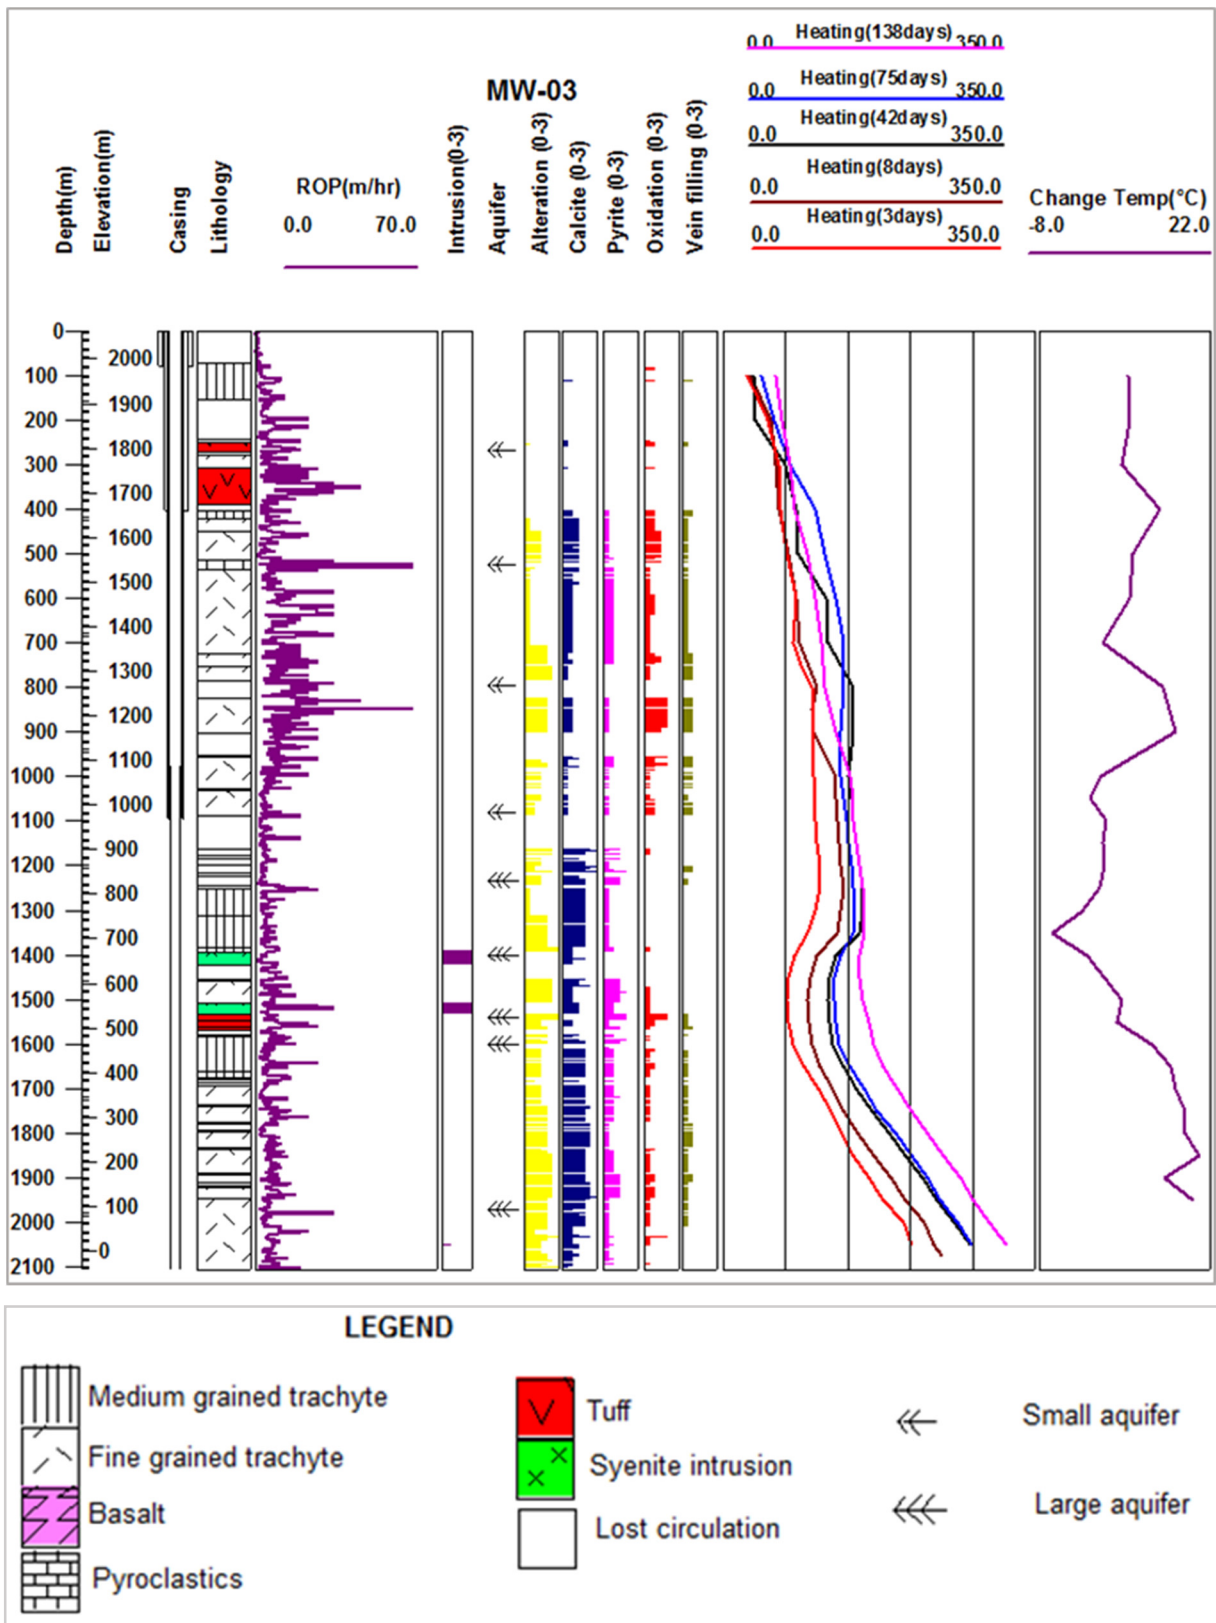 0.0 Heating(138days) 350.0
0.0 Heating(75days) 350.0
0.0 Heating(42days) 350.0
0.0 Heating(8days) 350.0
0.0 Heating(3days) 350.0
MW-03
Depth(m)
Elevation(m)
Casing
Lithology
ROP(m/hr)
0.0 70.0
Intrusion(0-3)
Aquifer
Alteration (0-3)
Calcite (0-3)
Pyrite (0-3)
Oxidation (0-3)
Vein filling (0-3)
Change Temp(°C)
-8.0 22.0
0
2000
100
1900
200
1800
300
1700
400
1600
500
1500
600
1400
700
1300
800
1200
900
1100
1000
1000
1100
900
1200
800
1300
700
1400
600
1500
500
1600
400
1700
300
1800
200
1900
100
2000
0
2100
LEGEND
Medium grained trachyte
Fine grained trachyte
Basalt
Pyroclastics
Tuff
Syenite intrusion
Lost circulation
Small aquifer
Large aquifer